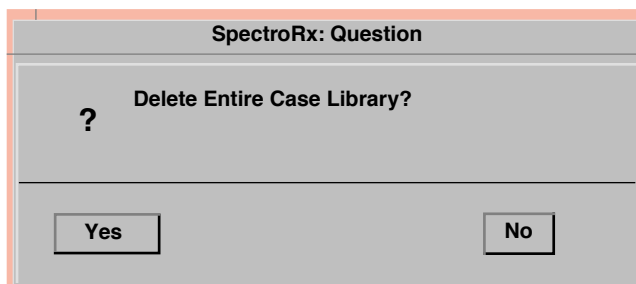 SpectroRx: Question
? Delete Entire Case Library?
Yes No